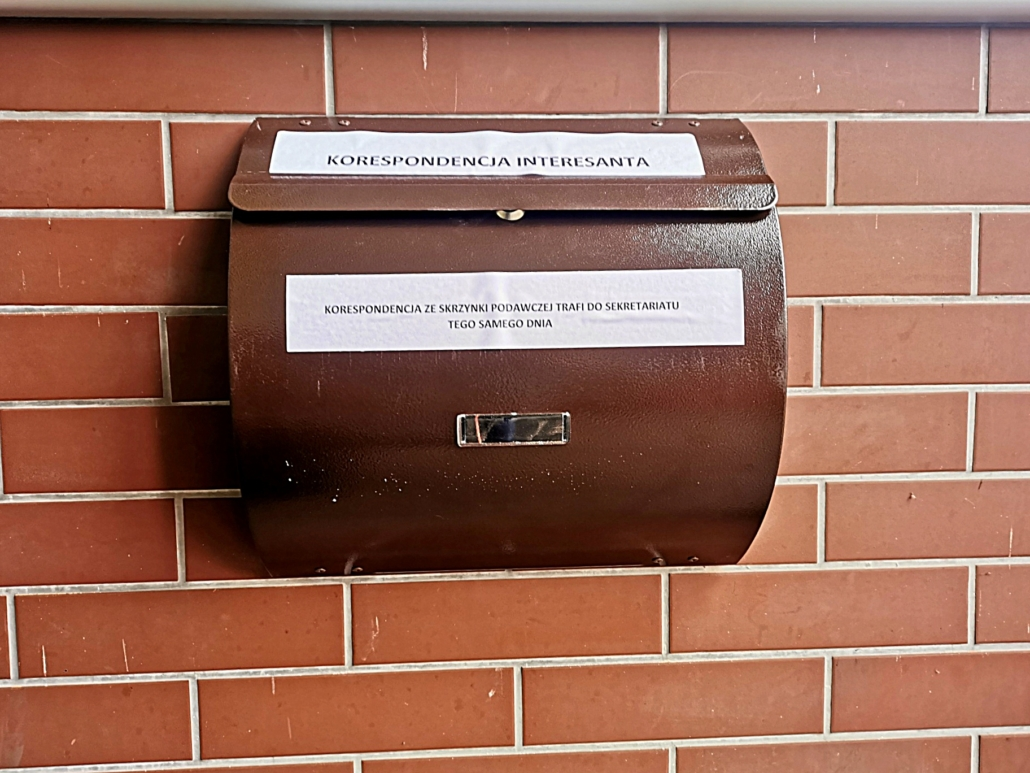 KORESPONDENCJA INTERESANTA
KORESPONDENCJA ZE SKRZYNKI PODAWCZEJ TRAFI DO SEKRETARIATU
TEGO SAMEGO DNIA